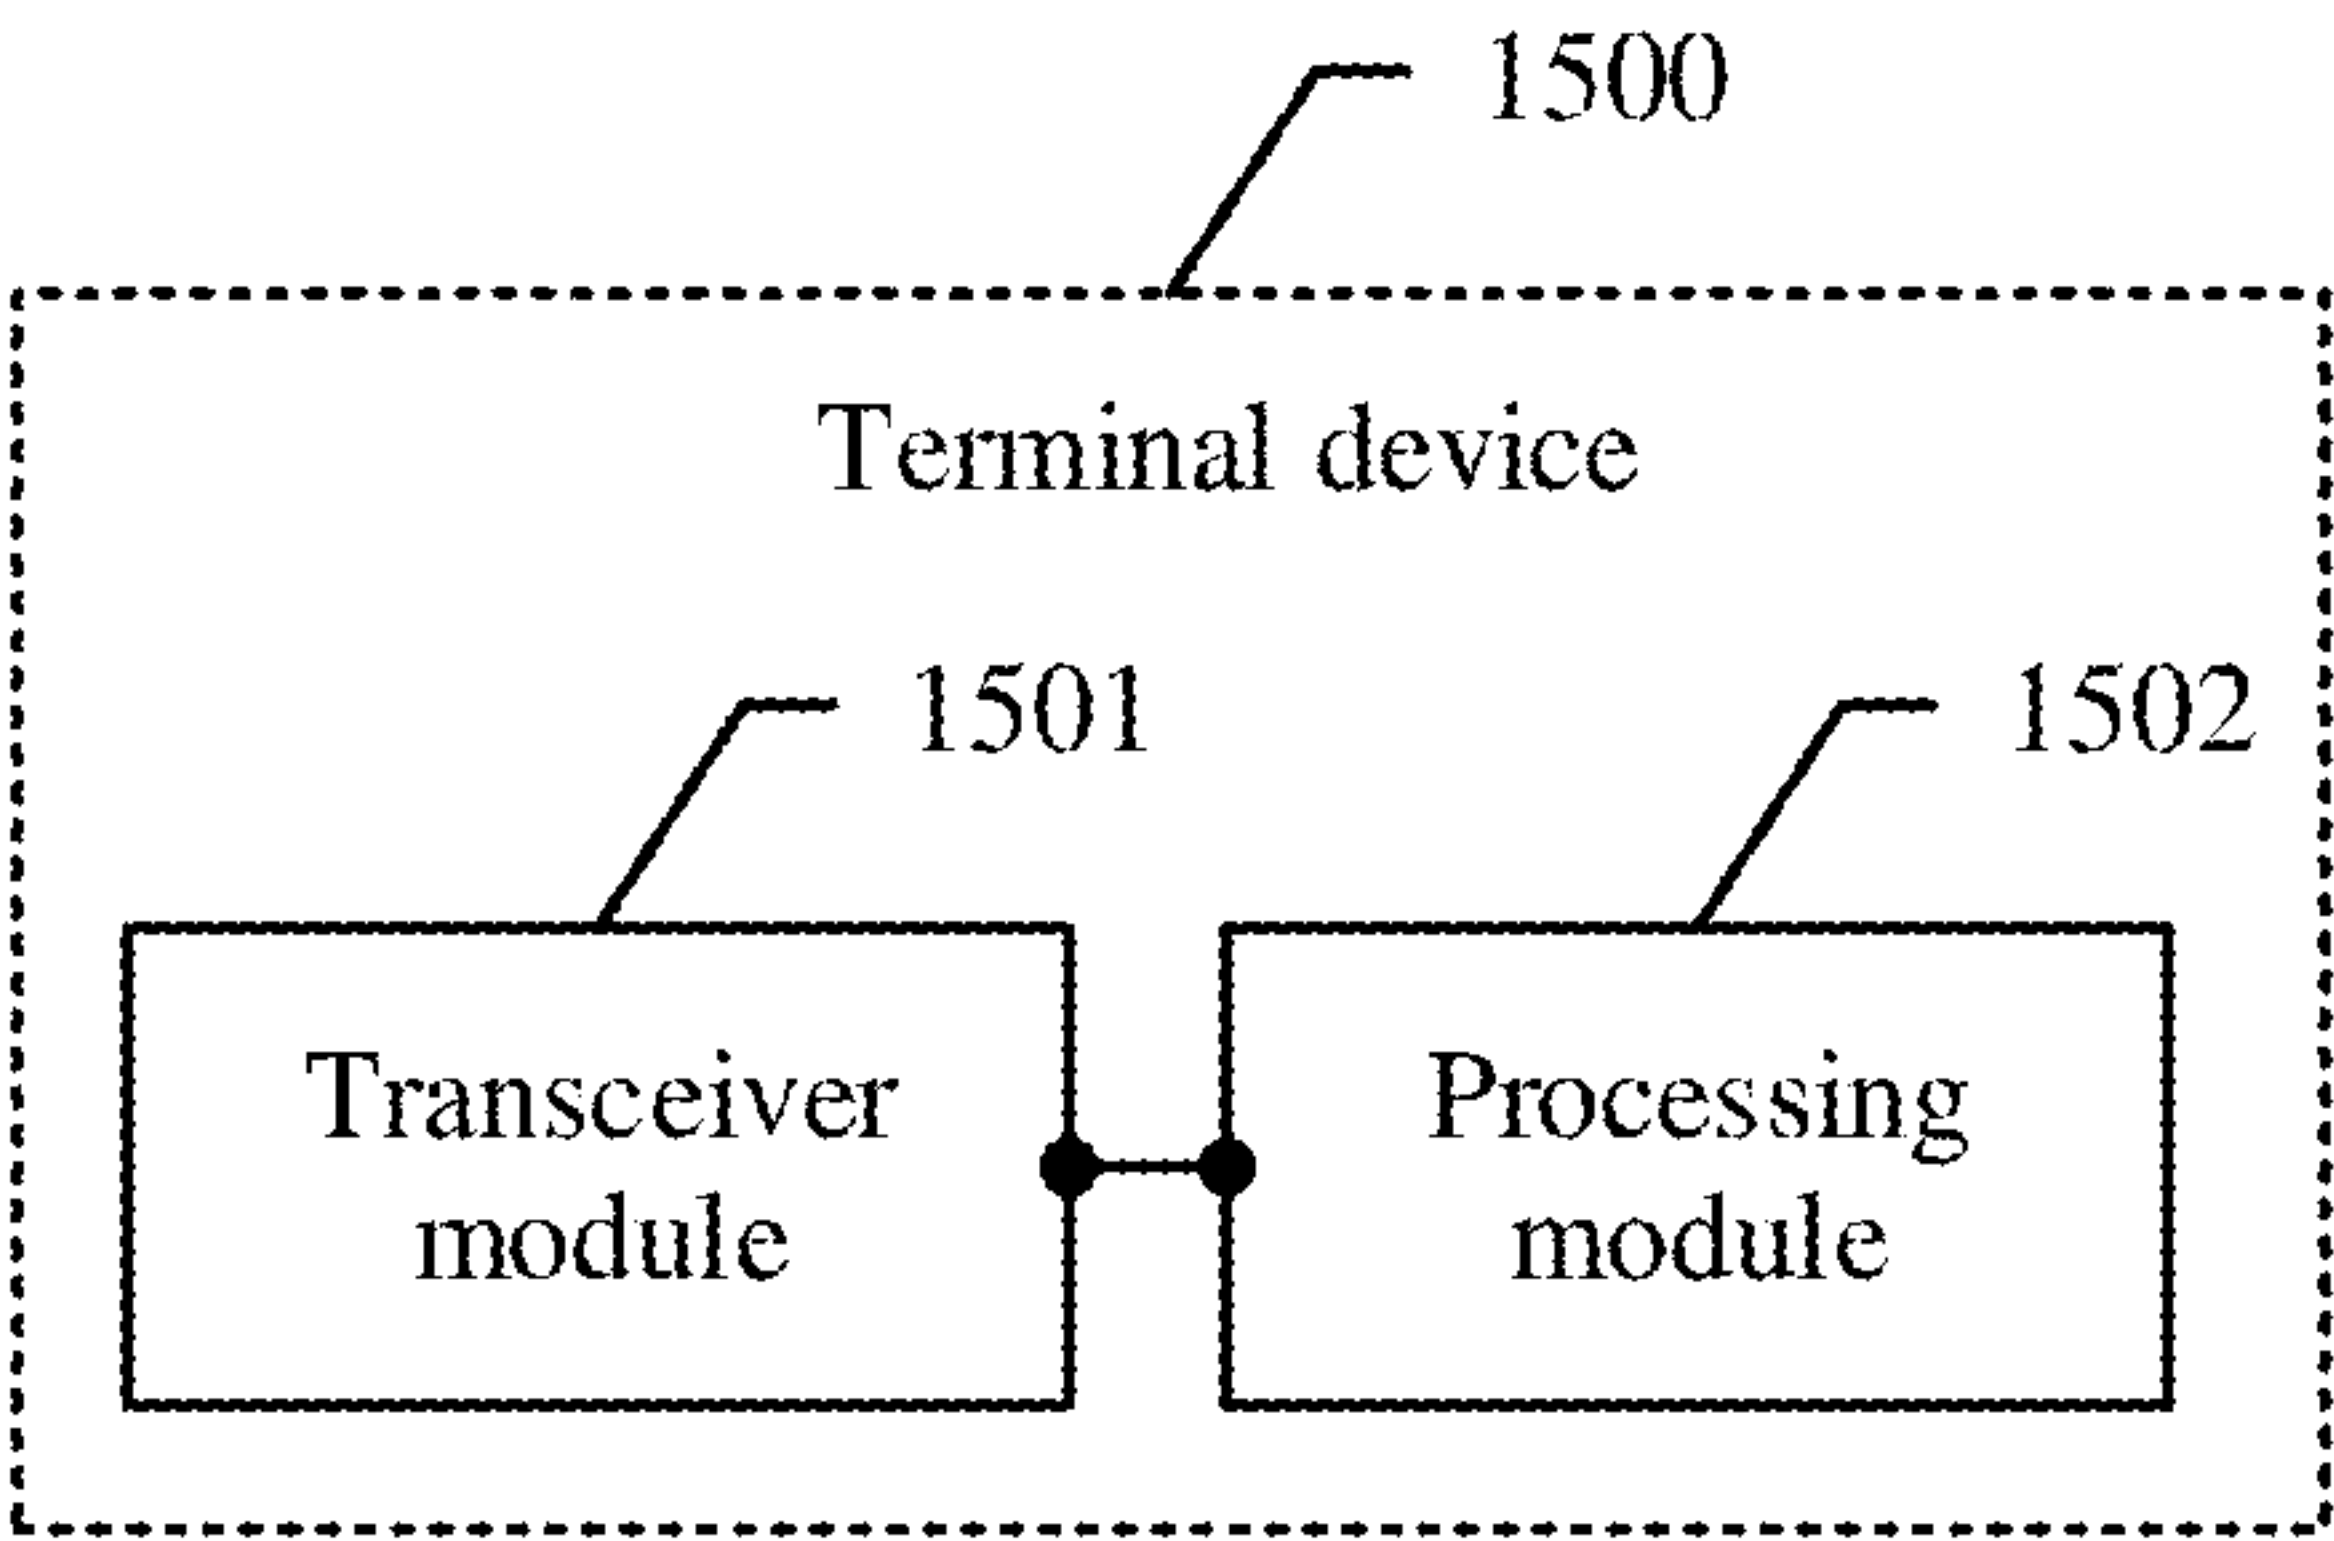 1500
Terminal device
1501
1502
Transceiver
module
Processing
module